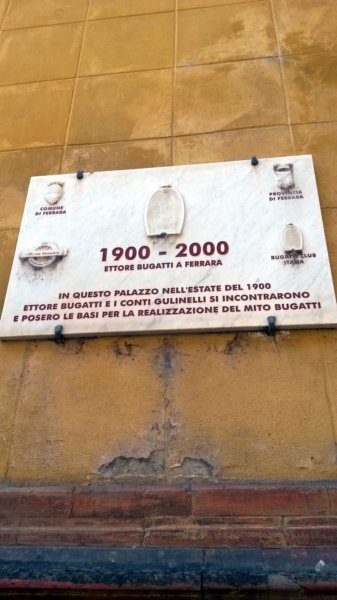 COMUNE
DI FERRARA
PROVINCIA
DI FERRARA
BUGATTI CLUB
ITALIA
1900 - 2000
ETTORE BUGATTI A FERRARA
IN QUESTO PALAZZO NELL'ESTATE DEL 1900
ETTORE BUGATTI E I CONTI GULINELLI SI INCONTRARONO
E POSERO LE BASI PER LA REALIZZAZIONE DEL MITO BUGATTI